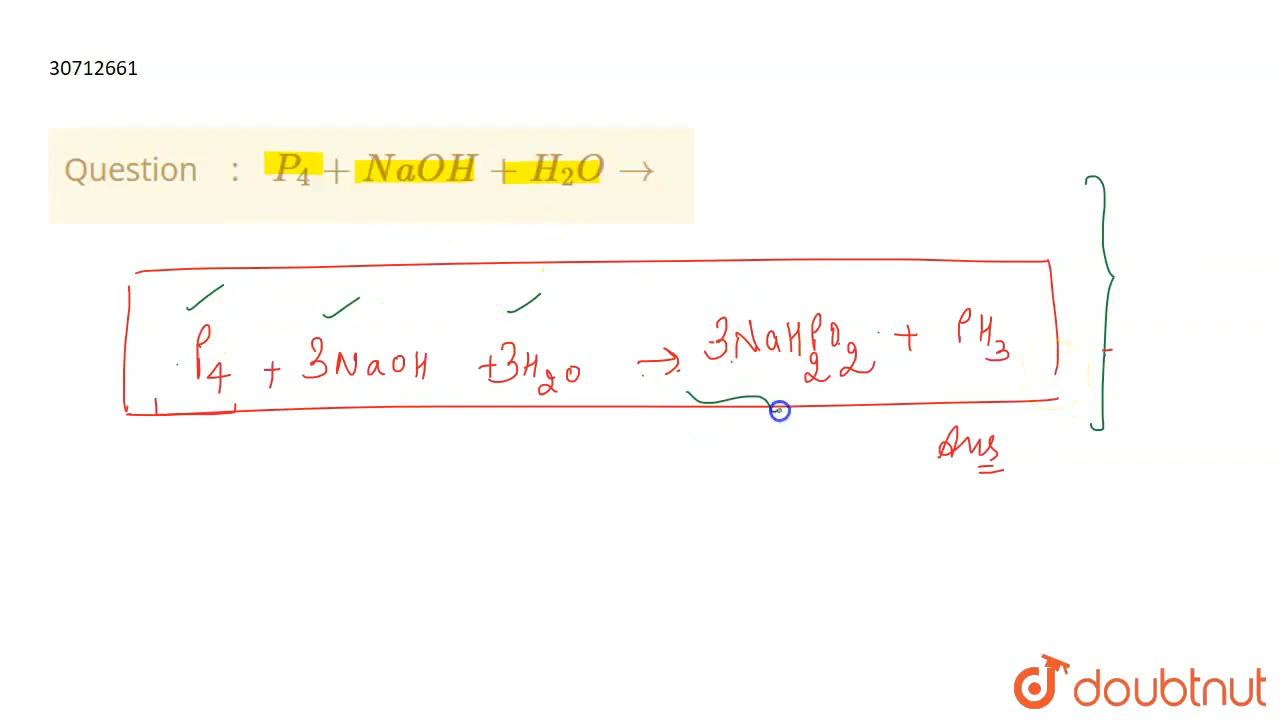 30712661
Question : P₄ + NaOH + H₂O →
P₄ + 3NaOH + 3H₂O → 3NaH₂PO₂ + PH₃
Ans
doubtnut